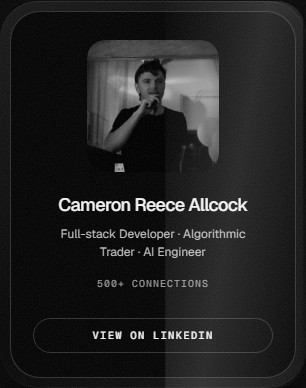 Cameron Reece Allcock
Full-stack Developer · Algorithmic
Trader · AI Engineer
500+ CONNECTIONS
VIEW ON LINKEDIN